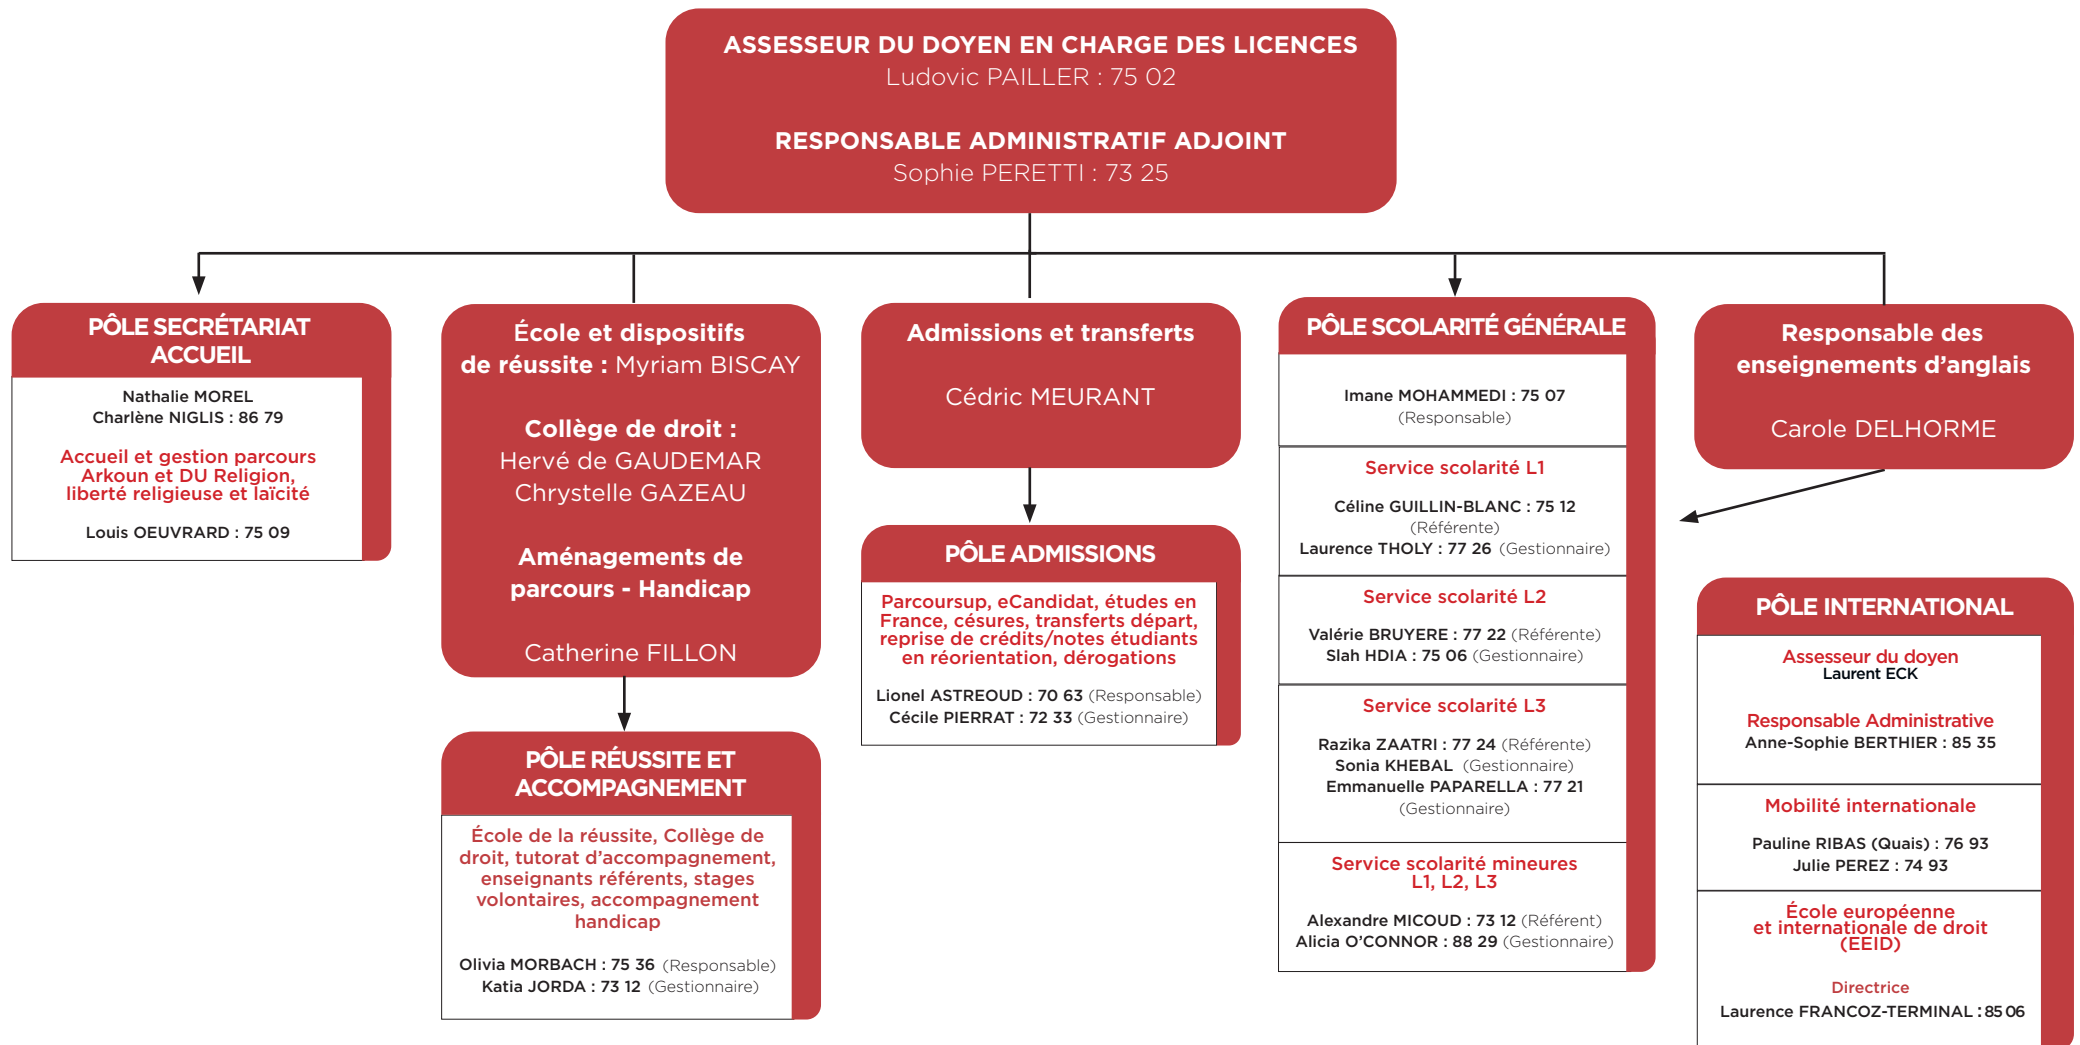 ASSESSEUR DU DOYEN EN CHARGE DES LICENCES
Ludovic PAILLER : 75 02
RESPONSABLE ADMINISTRATIF ADJOINT
Sophie PERETTI : 73 25
PÔLE SECRÉTARIAT
ACCUEIL
Nathalie MOREL
Charlène NIGLIS : 86 79
Accueil et gestion parcours
Arkoun et DU Religion,
liberté religieuse et laïcité
Louis OEUVRARD : 75 09
École et dispositifs
de réussite : Myriam BISCAY
Collège de droit :
Hervé de GAUDEMAR
Chrystelle GAZEAU
Aménagements de
parcours - Handicap
Catherine FILLON
PÔLE RÉUSSITE ET
ACCOMPAGNEMENT
École de la réussite, Collège de
droit, tutorat d'accompagnement,
enseignants référents, stages
volontaires, accompagnement
handicap
Olivia MORBACH : 75 36 (Responsable)
Katia JORDA : 73 12 (Gestionnaire)
Admissions et transferts
Cédric MEURANT
PÔLE ADMISSIONS
Parcoursup, eCandidat, études en
France, césures, transferts départ,
reprise de crédits/notes étudiants
en réorientation, dérogations
Lionel ASTREOUD : 70 63 (Responsable)
Cécile PIERRAT : 72 33 (Gestionnaire)
PÔLE SCOLARITÉ GÉNÉRALE
Imane MOHAMMEDI : 75 07
(Responsable)
Service scolarité L1
Céline GUILLIN-BLANC : 75 12
(Référente)
Laurence THOLY : 77 26 (Gestionnaire)
Service scolarité L2
Valérie BRUYERE : 77 22 (Référente)
Slah HDIA : 75 06 (Gestionnaire)
Service scolarité L3
Razika ZAATRI : 77 24 (Référente)
Sonia KHEBAL (Gestionnaire)
Emmanuelle PAPARELLA : 77 21
(Gestionnaire)
Service scolarité mineures
L1, L2, L3
Alexandre MICOUD : 73 12 (Référent)
Alicia O'CONNOR : 88 29 (Gestionnaire)
Responsable des
enseignements d'anglais
Carole DELHORME
PÔLE INTERNATIONAL
Assesseur du doyen
Laurent ECK
Responsable Administrative
Anne-Sophie BERTHIER : 85 35
Mobilité internationale
Pauline RIBAS (Quais) : 76 93
Julie PEREZ : 74 93
École européenne
et internationale de droit
(EEID)
Directrice
Laurence FRANCOZ-TERMINAL : 85 06